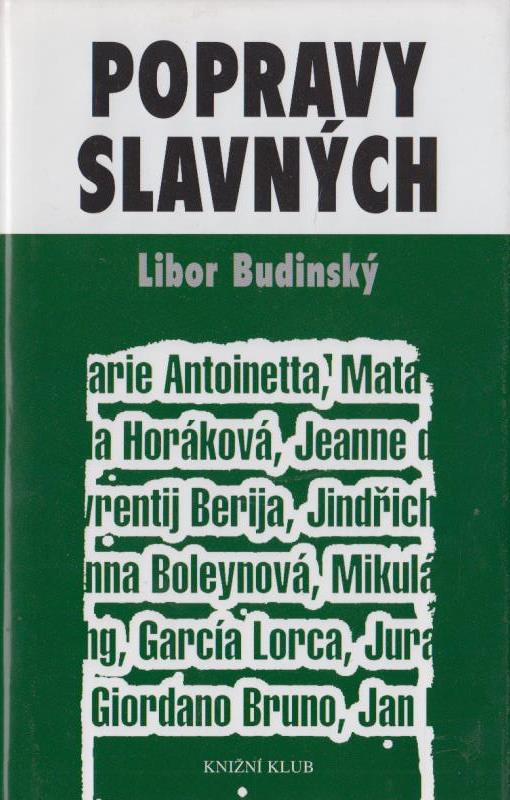 POPRAVY
SLAVNÝCH
Libor Budinský
arie Antoinetta, Mata
a Horáková, Jeanne d
vrentij Berija, Jindřich
nna Boleynová, Mikulá
ng, García Lorca, Jura
Giordano Bruno, Jan
KNIŽNÍ KLUB